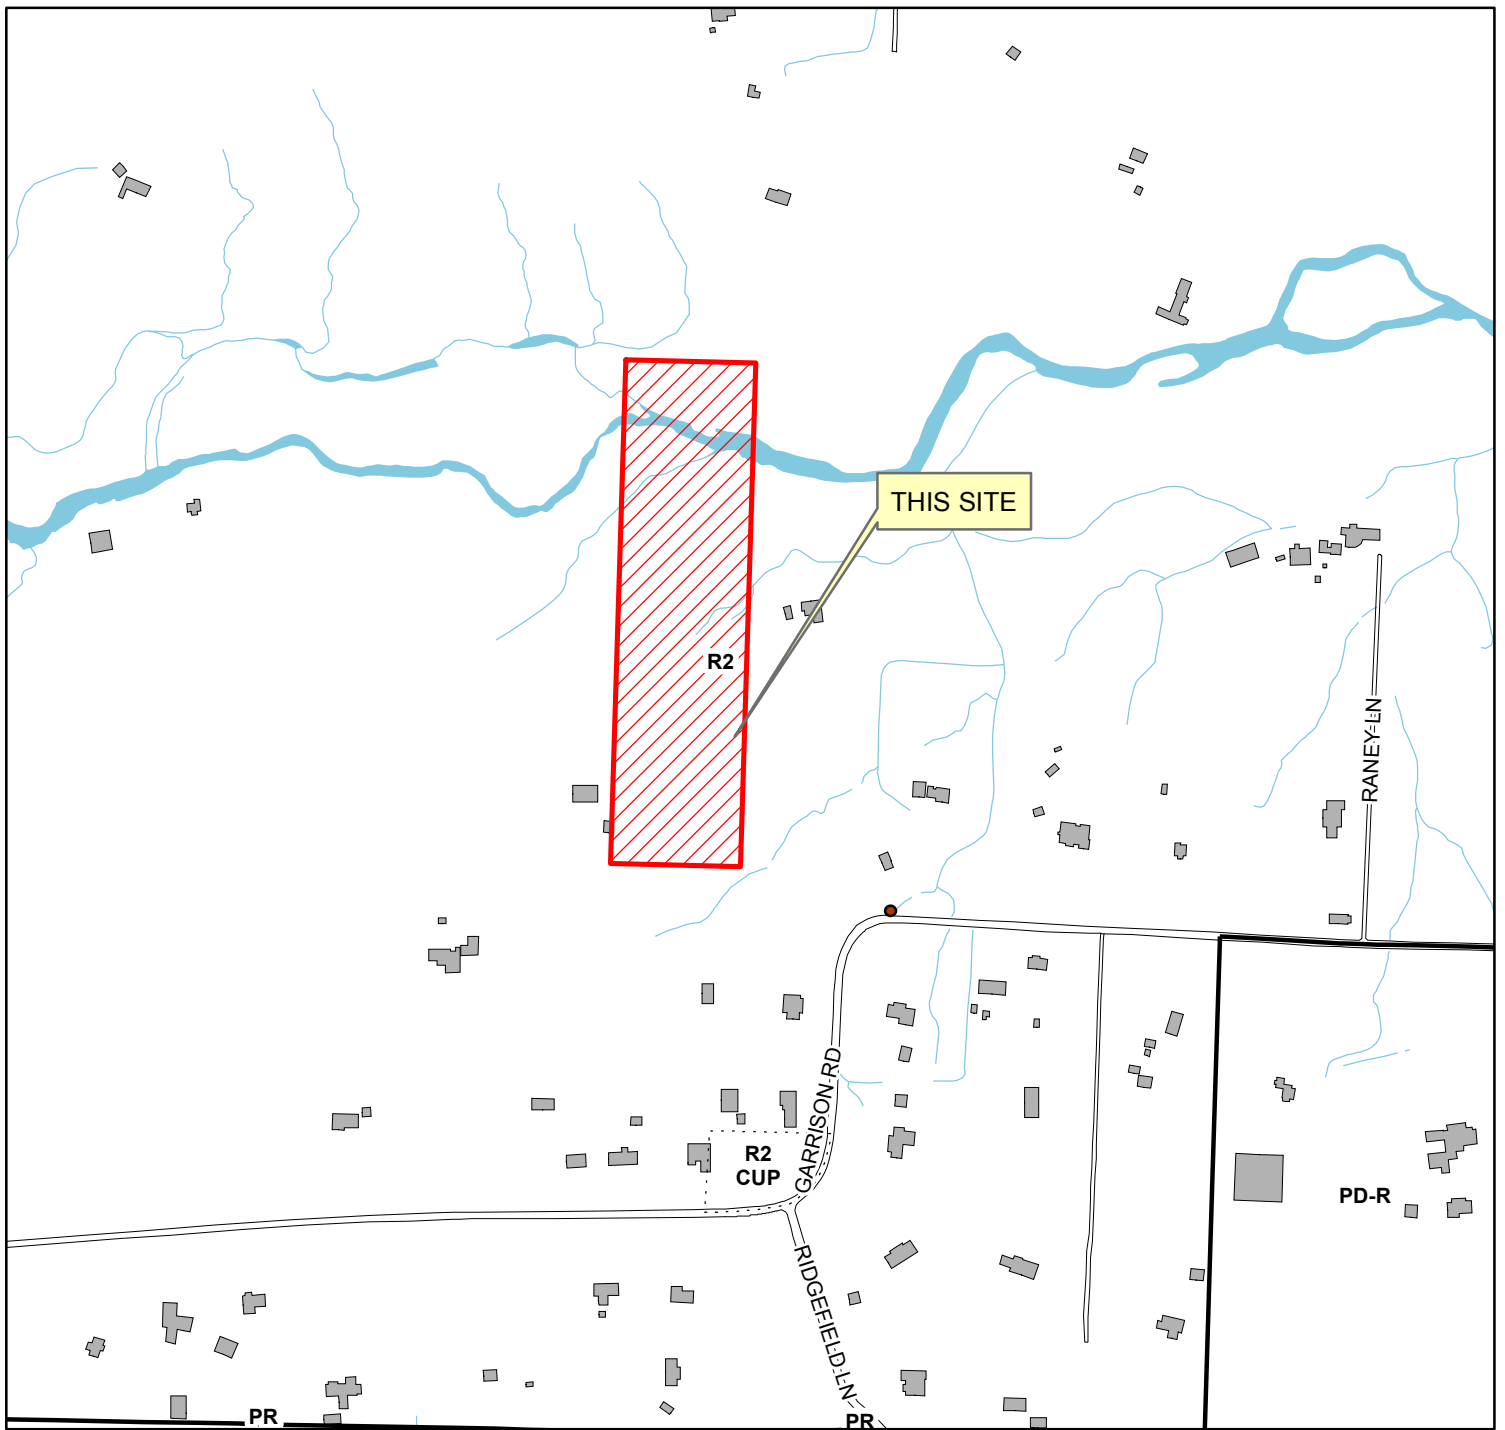 THIS SITE
R2
RANEY LN
GARRISON RD
R2
CUP
PD-R
RIDGEFIELD LN
PR
PR